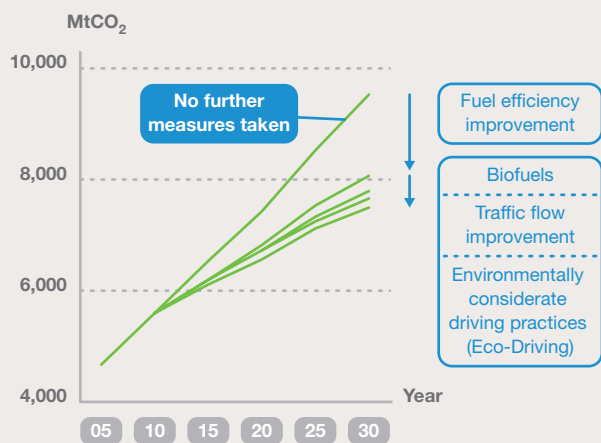 MtCO₂
10,000
8,000
6,000
4,000
No further
measures taken
Fuel efficiency
improvement
Biofuels
Traffic flow
improvement
Environmentally
considerate
driving practices
(Eco-Driving)
Year
05 10 15 20 25 30